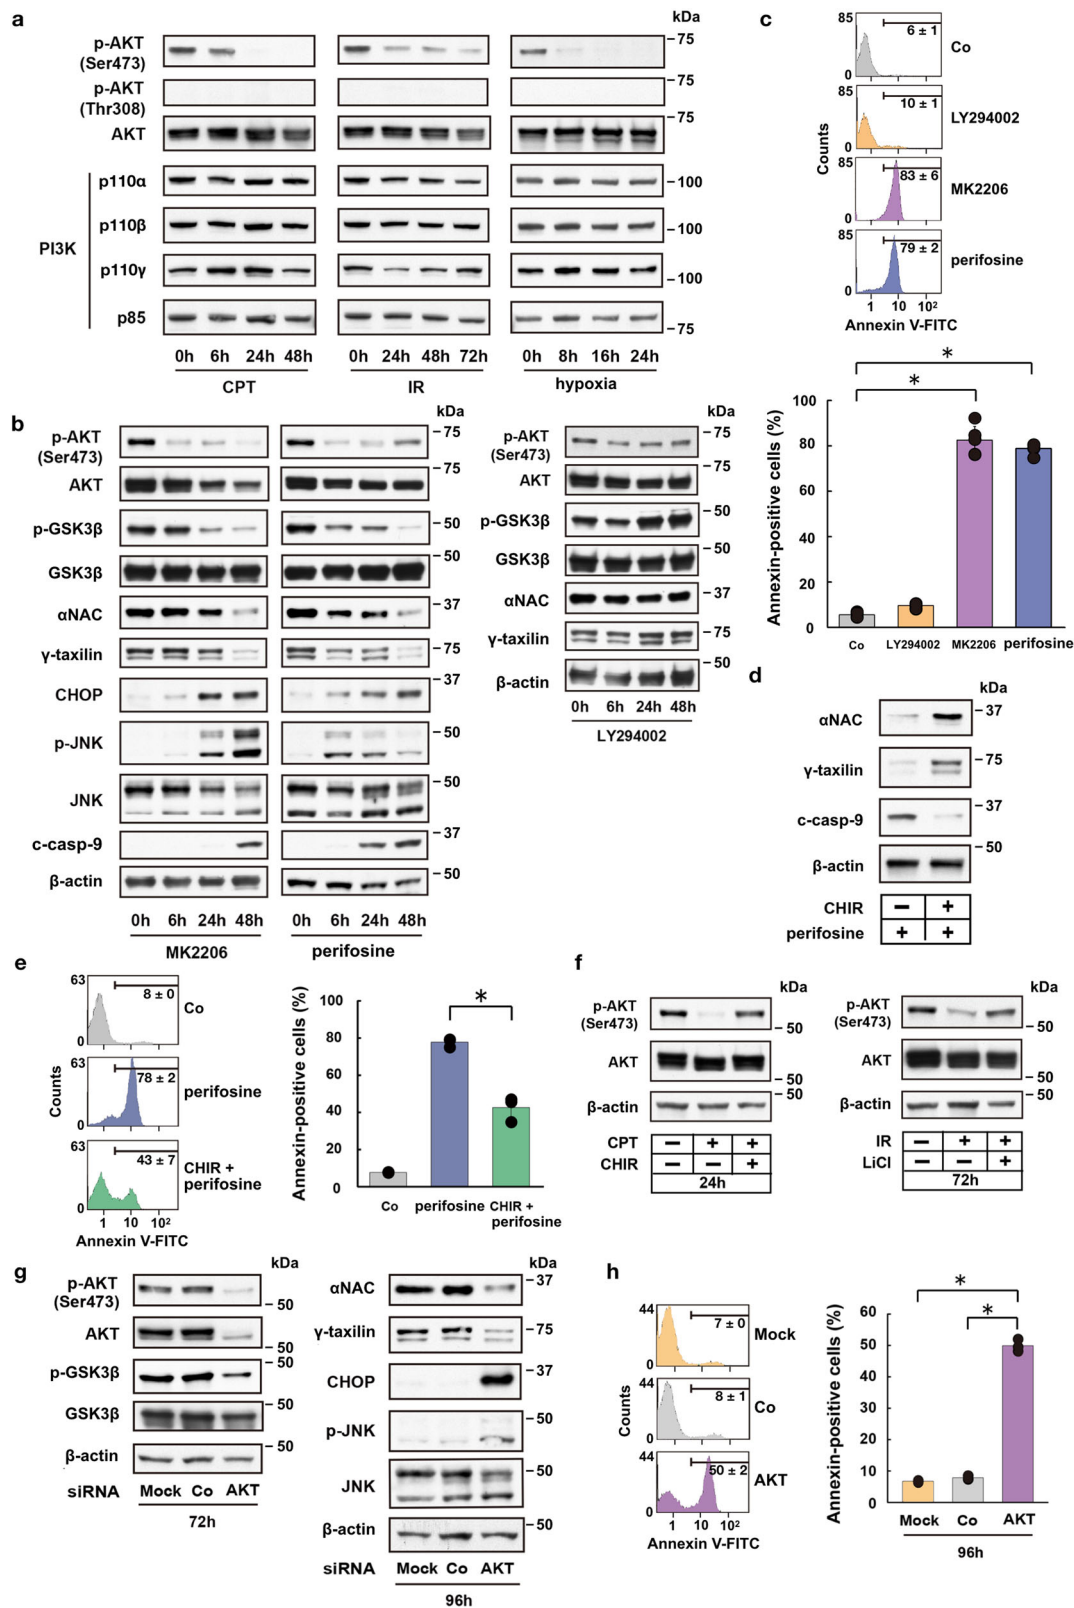 a
kDa
p-AKT
(Ser473)
75
p-AKT
(Thr308)
75
AKT
75
PI3K
p110α
100
p110β
100
p110γ
100
p85
75
0h 6h 24h 48h
CPT
0h 24h 48h 72h
IR
0h 8h 16h 24h
hypoxia
b
kDa
p-AKT
(Ser473)
75
AKT
75
p-GSK3β
50
GSK3β
50
αNAC
37
γ-taxilin
75
CHOP
37
p-JNK
50
JNK
50
c-casp-9
37
β-actin
50
0h 6h 24h 48h
MK2206
0h 6h 24h 48h
perifosine
kDa
p-AKT
(Ser473)
75
AKT
75
p-GSK3β
50
GSK3β
50
αNAC
37
γ-taxilin
75
β-actin
50
0h 6h 24h 48h
LY294002
c
Counts
85
6 ± 1
Co
0
85
10 ± 1
LY294002
0
85
83 ± 6
MK2206
0
85
79 ± 2
perifosine
0
1 10 10²
Annexin V-FITC
*
*
Annexin-positive cells (%)
100
80
60
40
20
0
Co LY294002 MK2206 perifosine
d
kDa
αNAC
37
γ-taxilin
75
c-casp-9
37
β-actin
50
CHIR − +
perifosine + +
e
Counts
63
8 ± 0
Co
0
63
78 ± 2
perifosine
0
63
43 ± 7
CHIR +
perifosine
0
1 10 10²
Annexin V-FITC
*
Annexin-positive cells (%)
80
60
40
20
0
Co perifosine CHIR +
perifosine
f
kDa
p-AKT
(Ser473)
50
AKT
50
β-actin
50
CPT − + +
CHIR − − +
24h
kDa
p-AKT
(Ser473)
50
AKT
50
β-actin
50
IR − + +
LiCl − − +
72h
g
kDa
p-AKT
(Ser473)
50
AKT
50
p-GSK3β
50
GSK3β
50
β-actin
siRNA Mock Co AKT
72h
kDa
αNAC
37
γ-taxilin
75
CHOP
37
p-JNK
50
JNK
50
β-actin
50
siRNA Mock Co AKT
96h
h
Counts
44
7 ± 0
Mock
0
44
8 ± 1
Co
0
44
50 ± 2
AKT
0
1 10 10²
Annexin V-FITC
*
*
Annexin-positive cells (%)
60
50
40
30
20
10
0
Mock Co AKT
96h